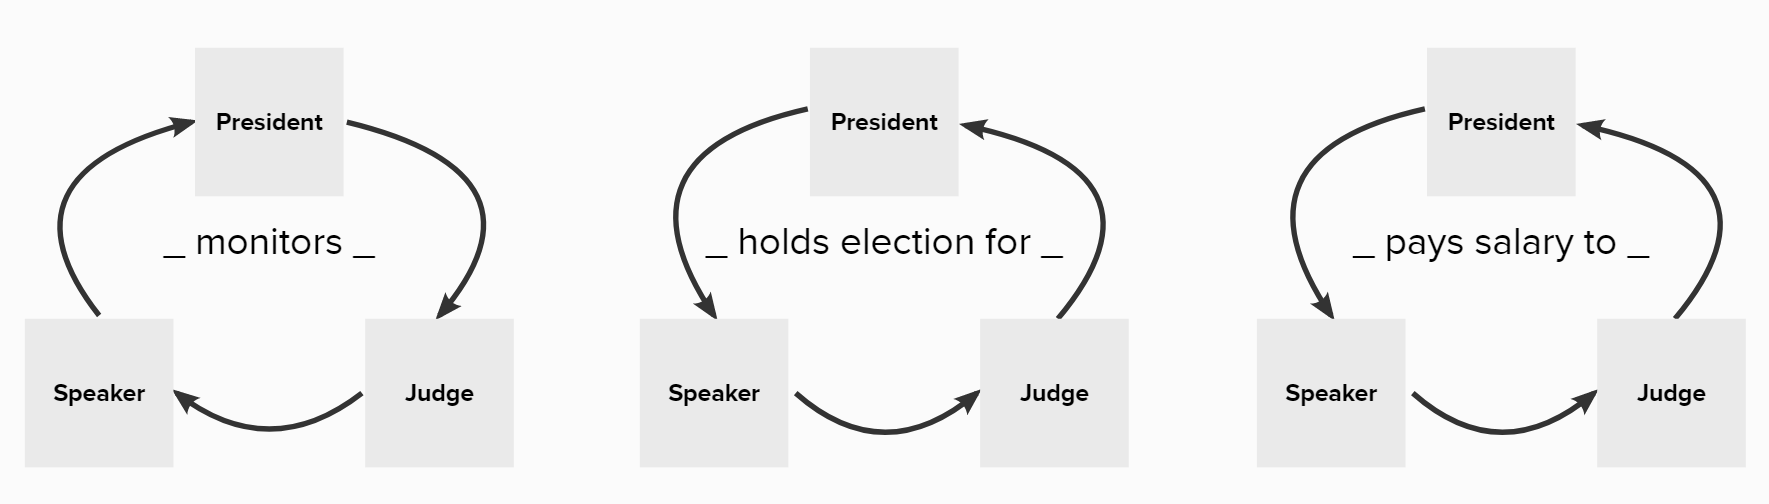 President
_ monitors _
Speaker
Judge
President
_ holds election for _
Speaker
Judge
President
_ pays salary to _
Speaker
Judge